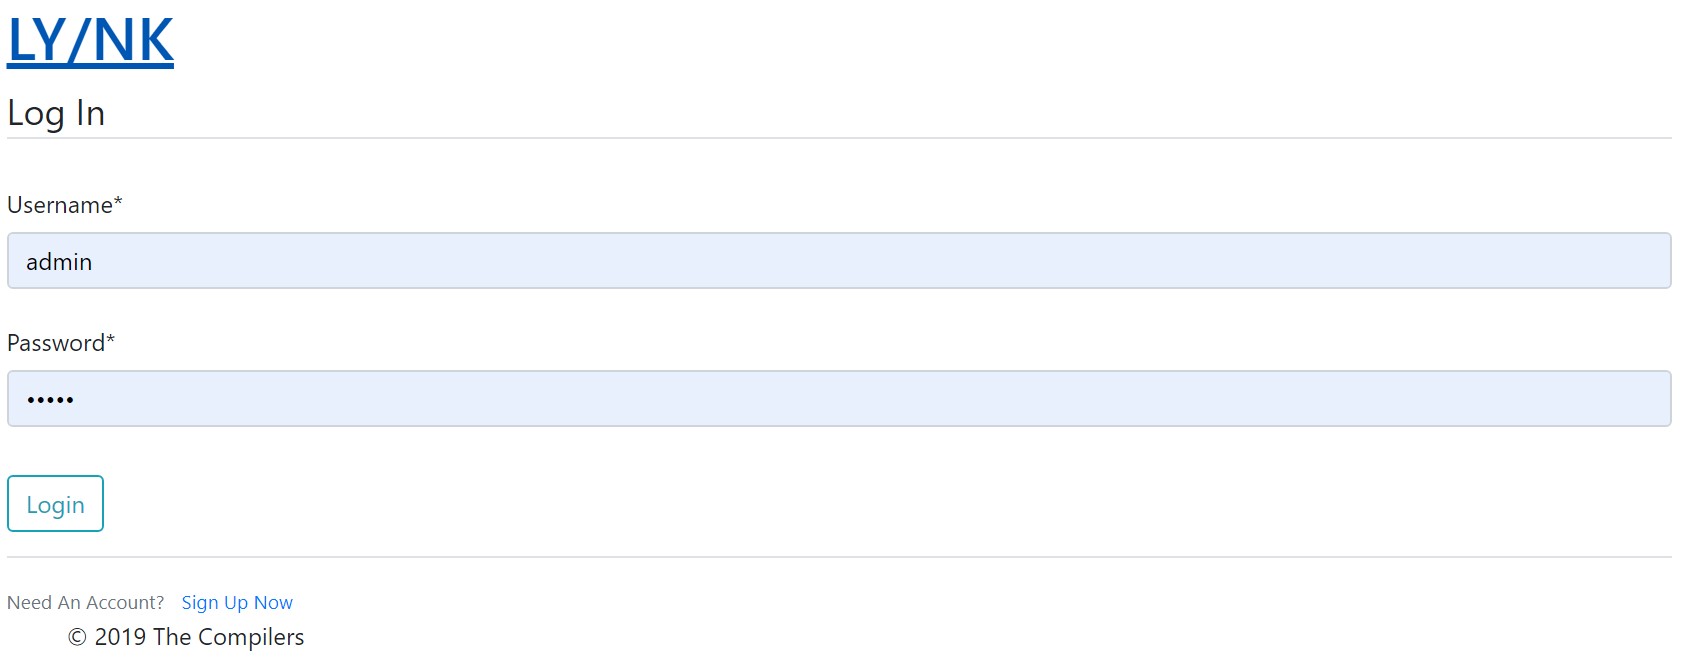 LY/NK
Log In
Username*
admin
Password*
•••••
Login
Need An Account? Sign Up Now
© 2019 The Compilers